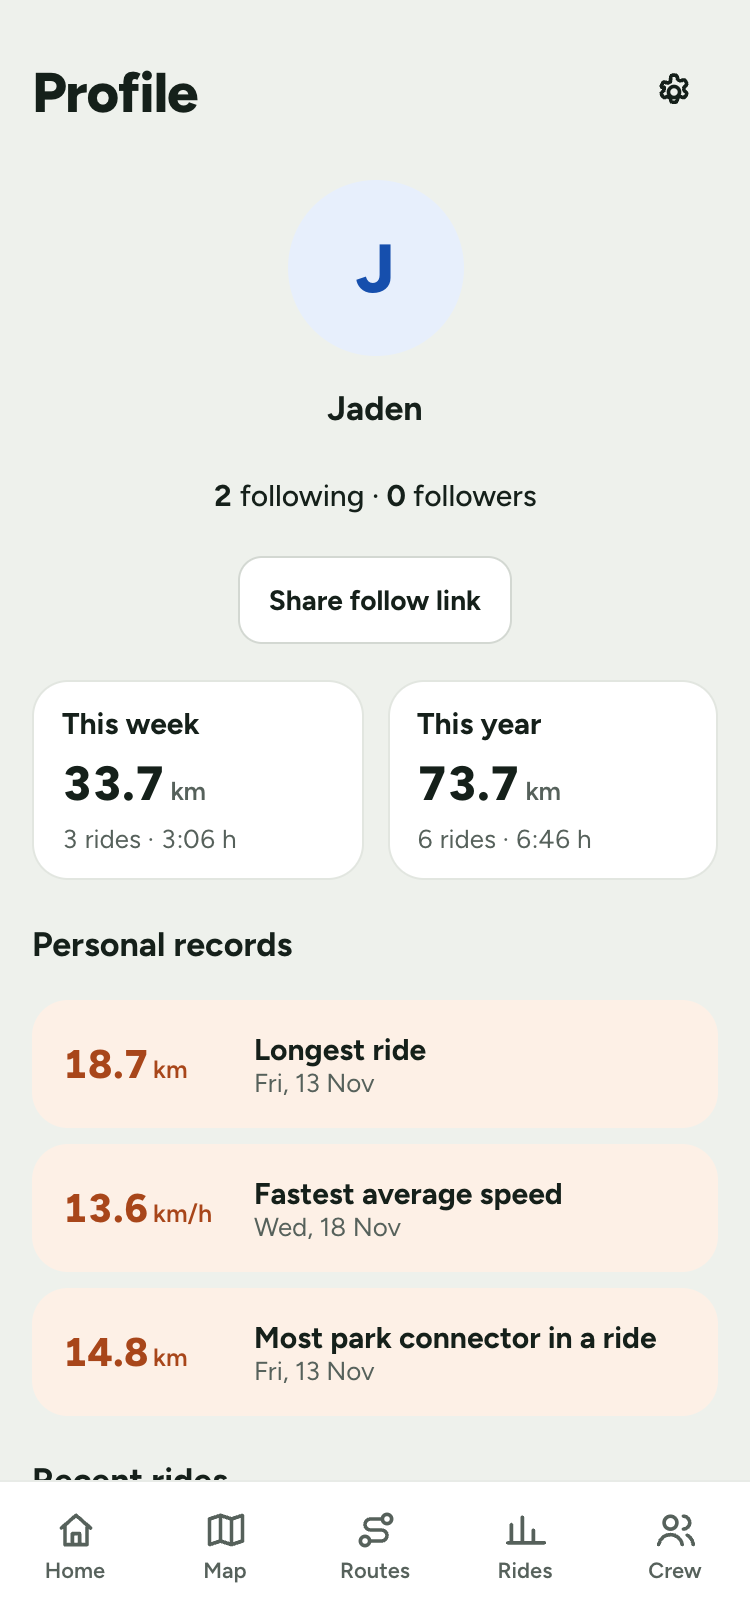 Profile
J
Jaden
2 following · 0 followers
Share follow link
This week
33.7 km
3 rides · 3:06 h
This year
73.7 km
6 rides · 6:46 h
Personal records
18.7 km
Longest ride
Fri, 13 Nov
13.6 km/h
Fastest average speed
Wed, 18 Nov
14.8 km
Most park connector in a ride
Fri, 13 Nov
Recent rides
Home
Map
Routes
Rides
Crew